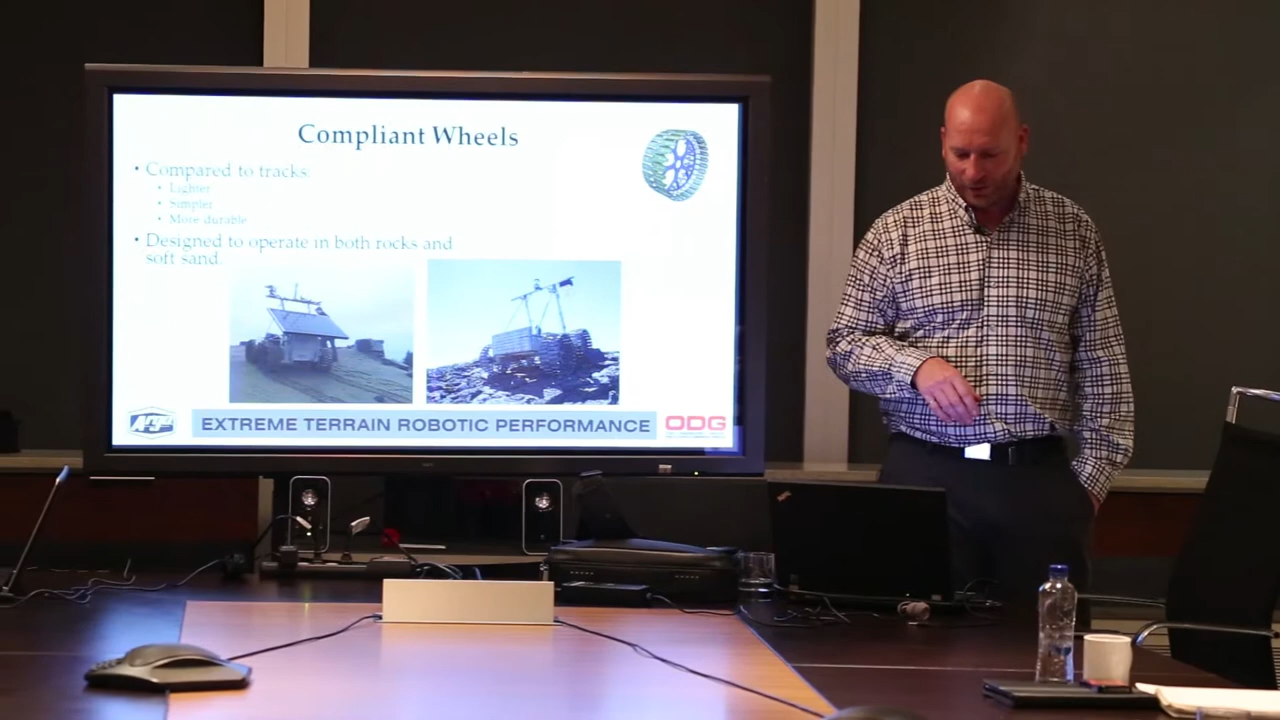 Compliant Wheels
• Compared to tracks:
• Lighter
• Simpler
• More durable
• Designed to operate in both rocks and
soft sand.
EXTREME TERRAIN ROBOTIC PERFORMANCE
ODG